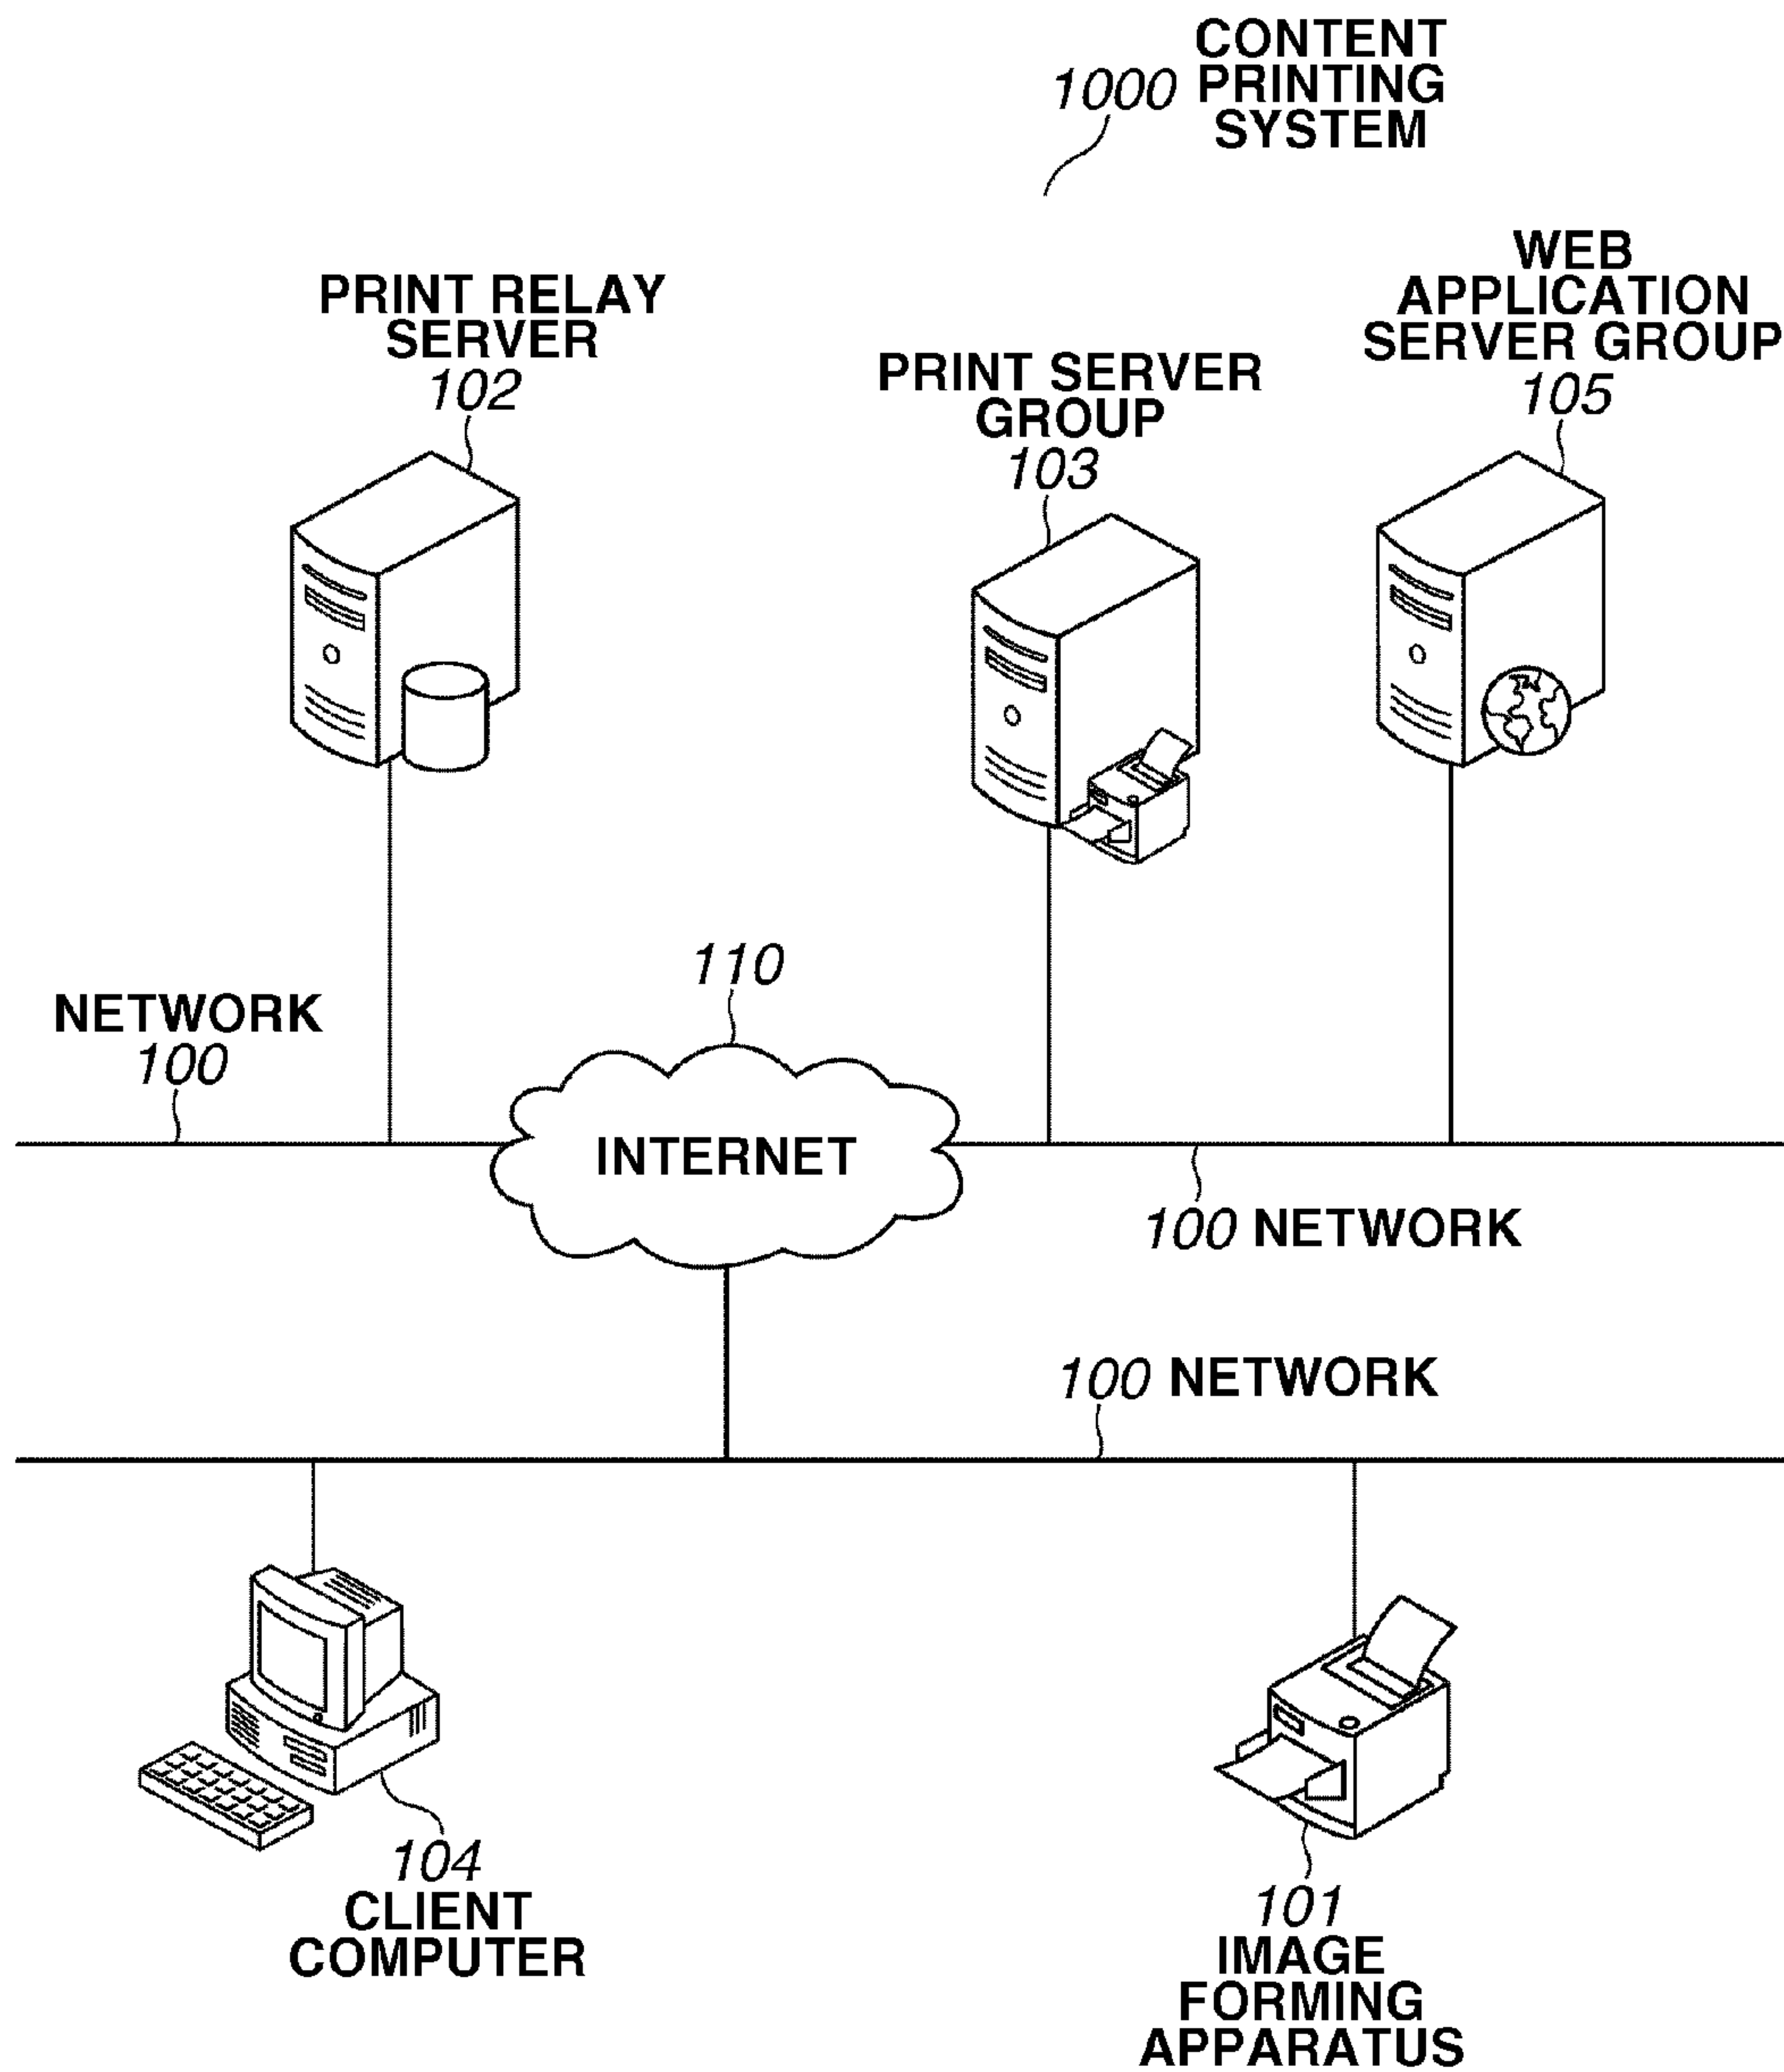 CONTENT
1000 PRINTING
SYSTEM
WEB
APPLICATION
SERVER GROUP
105
PRINT RELAY
SERVER
102
PRINT SERVER
GROUP
103
110
NETWORK
100
INTERNET
100 NETWORK
100 NETWORK
104
CLIENT
COMPUTER
101
IMAGE
FORMING
APPARATUS